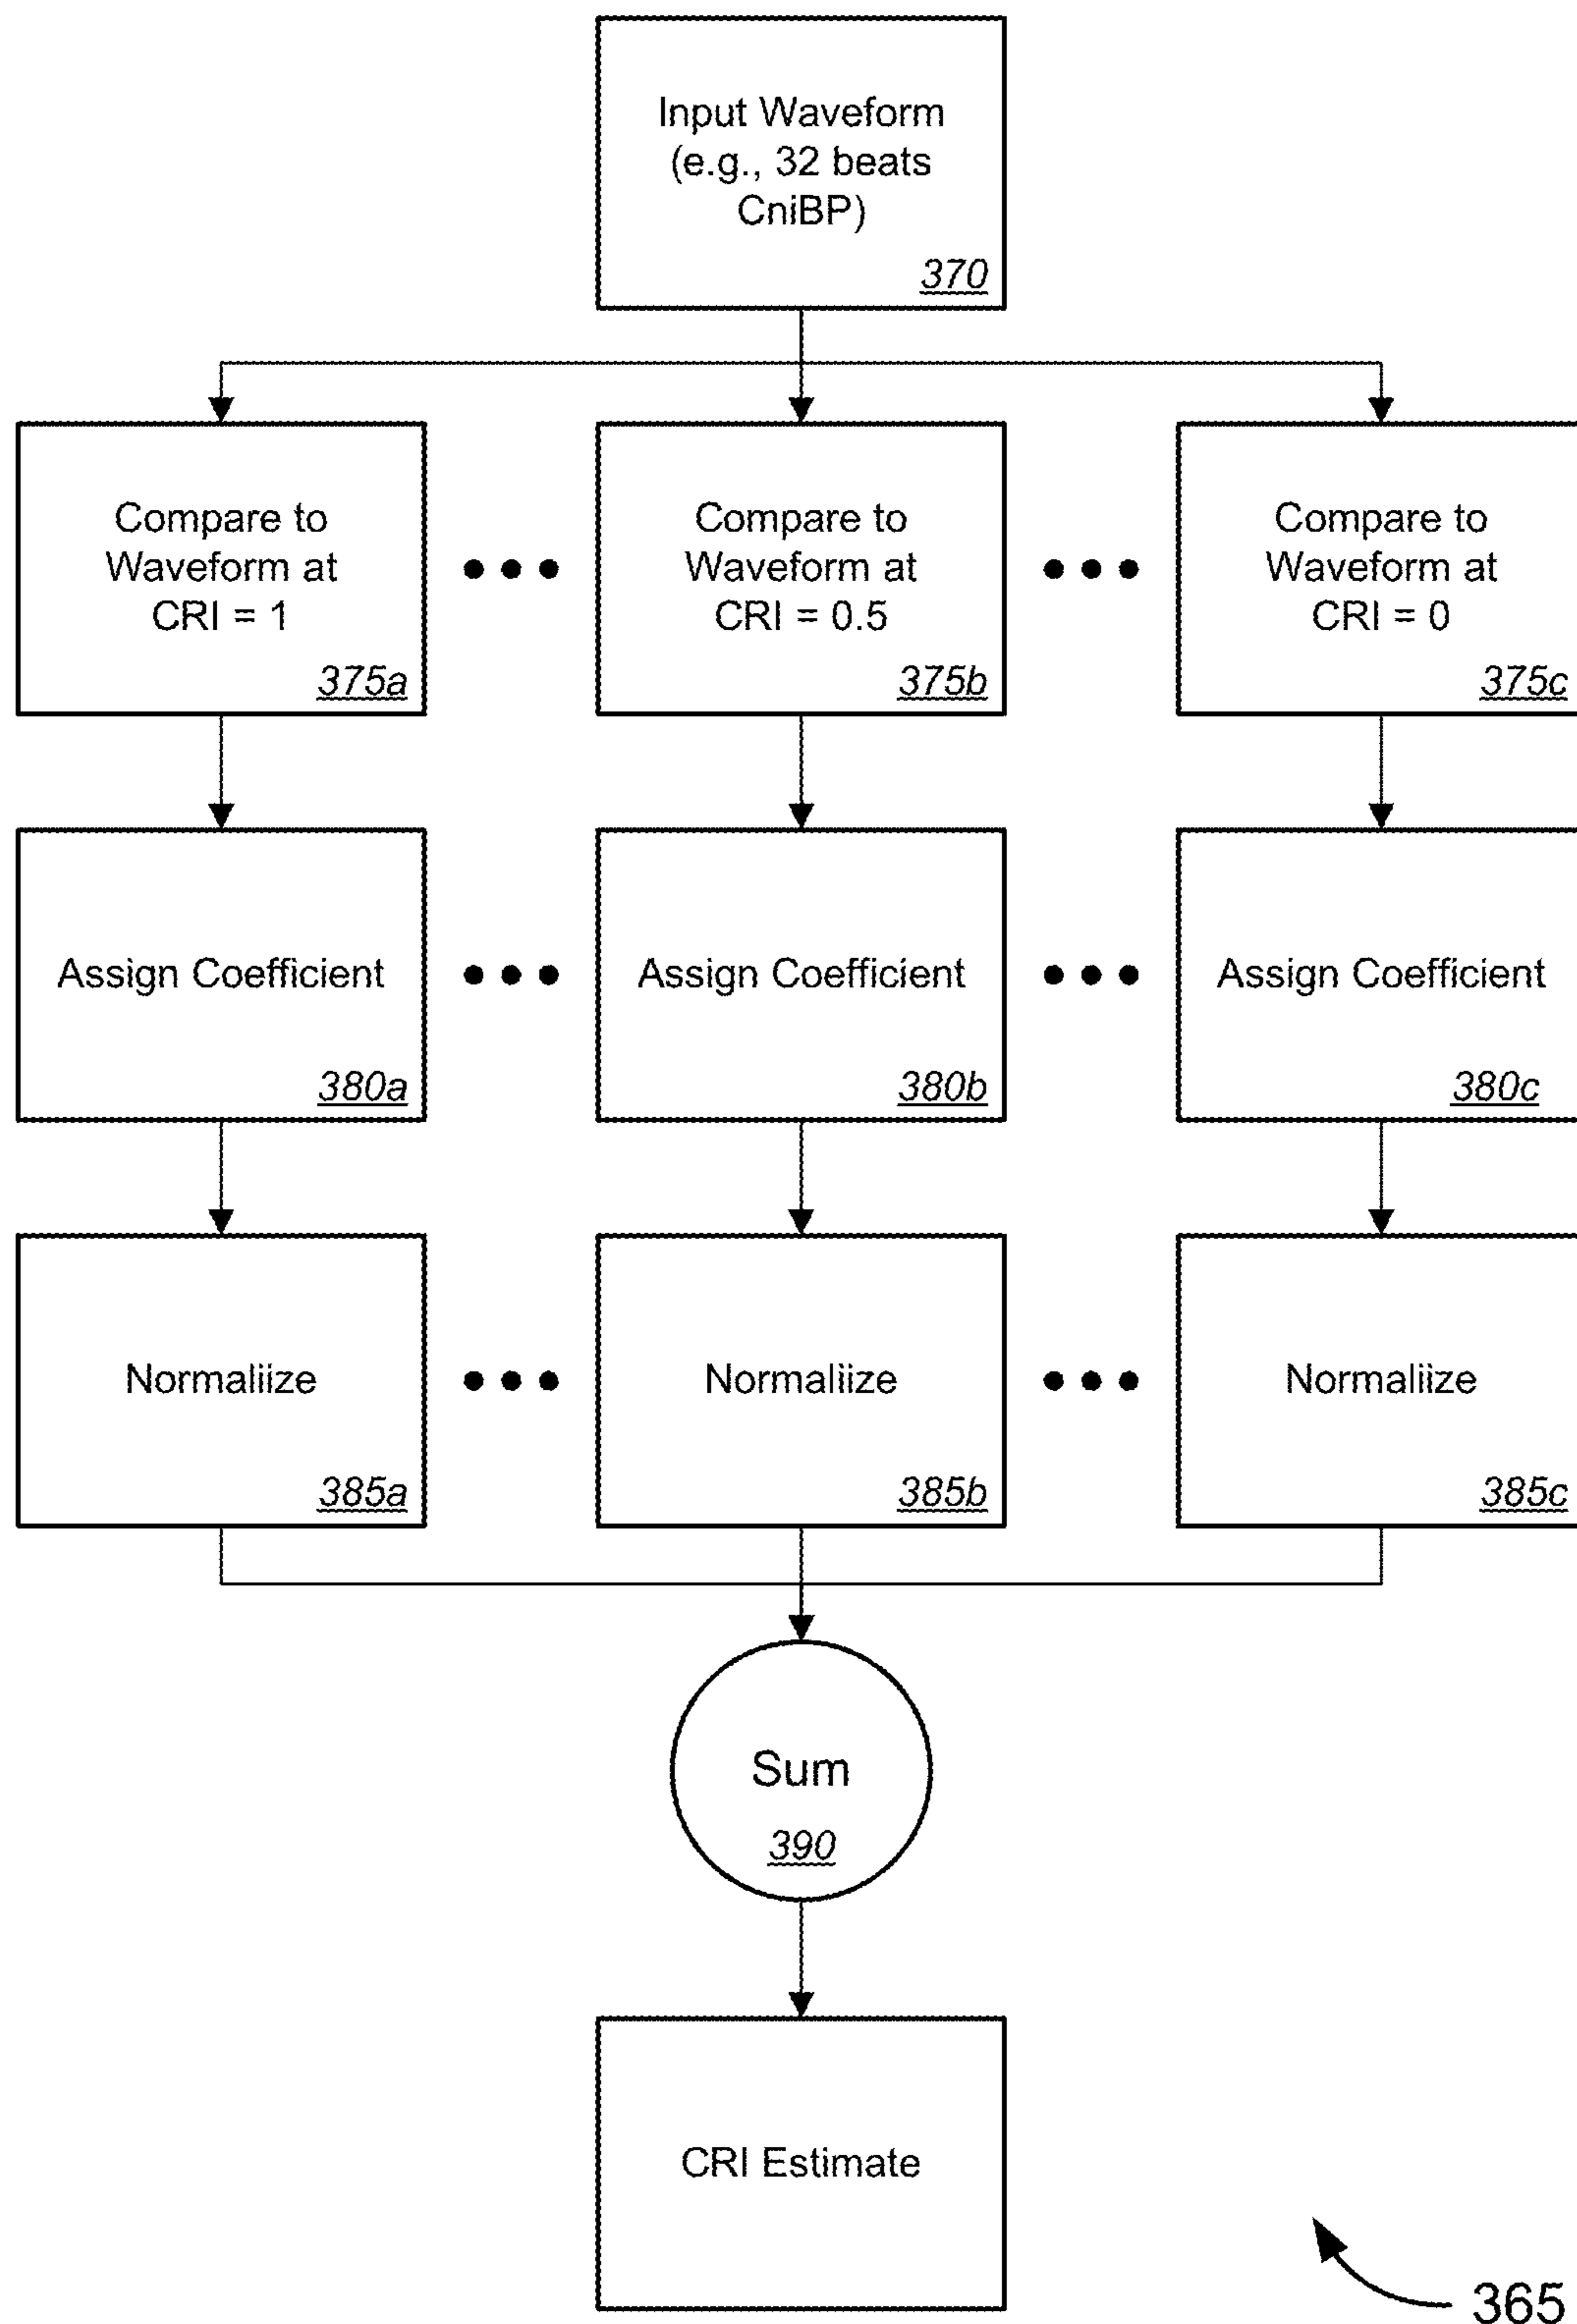 Input Waveform
(e.g., 32 beats
CniBP)
370
Compare to
Waveform at
CRI = 1
375a
Compare to
Waveform at
CRI = 0.5
375b
Compare to
Waveform at
CRI = 0
375c
Assign Coefficient
380a
Assign Coefficient
380b
Assign Coefficient
380c
Normaliize
385a
Normaliize
385b
Normaliize
385c
Sum
390
CRI Estimate
365